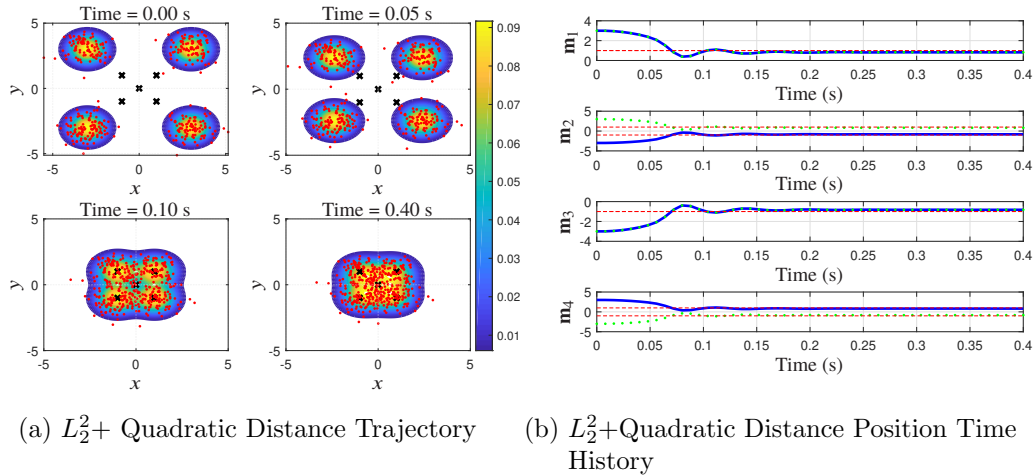 Time = 0.00 s
5
0
-5
y
-5
0
5
x
Time = 0.05 s
5
0
-5
y
-5
0
5
x
0.09
0.08
0.07
0.06
0.05
0.04
0.03
0.02
0.01
Time = 0.10 s
5
0
-5
y
-5
0
5
x
Time = 0.40 s
5
0
-5
y
-5
0
5
x
m1
4
2
0
0 0.05 0.1 0.15 0.2 0.25 0.3 0.35 0.4
Time (s)
m2
5
0
-5
0 0.05 0.1 0.15 0.2 0.25 0.3 0.35 0.4
Time (s)
m3
0
-2
-4
0 0.05 0.1 0.15 0.2 0.25 0.3 0.35 0.4
Time (s)
m4
5
0
-5
0 0.05 0.1 0.15 0.2 0.25 0.3 0.35 0.4
Time (s)
(a) L₂²+ Quadratic Distance Trajectory
(b) L₂²+Quadratic Distance Position Time
History